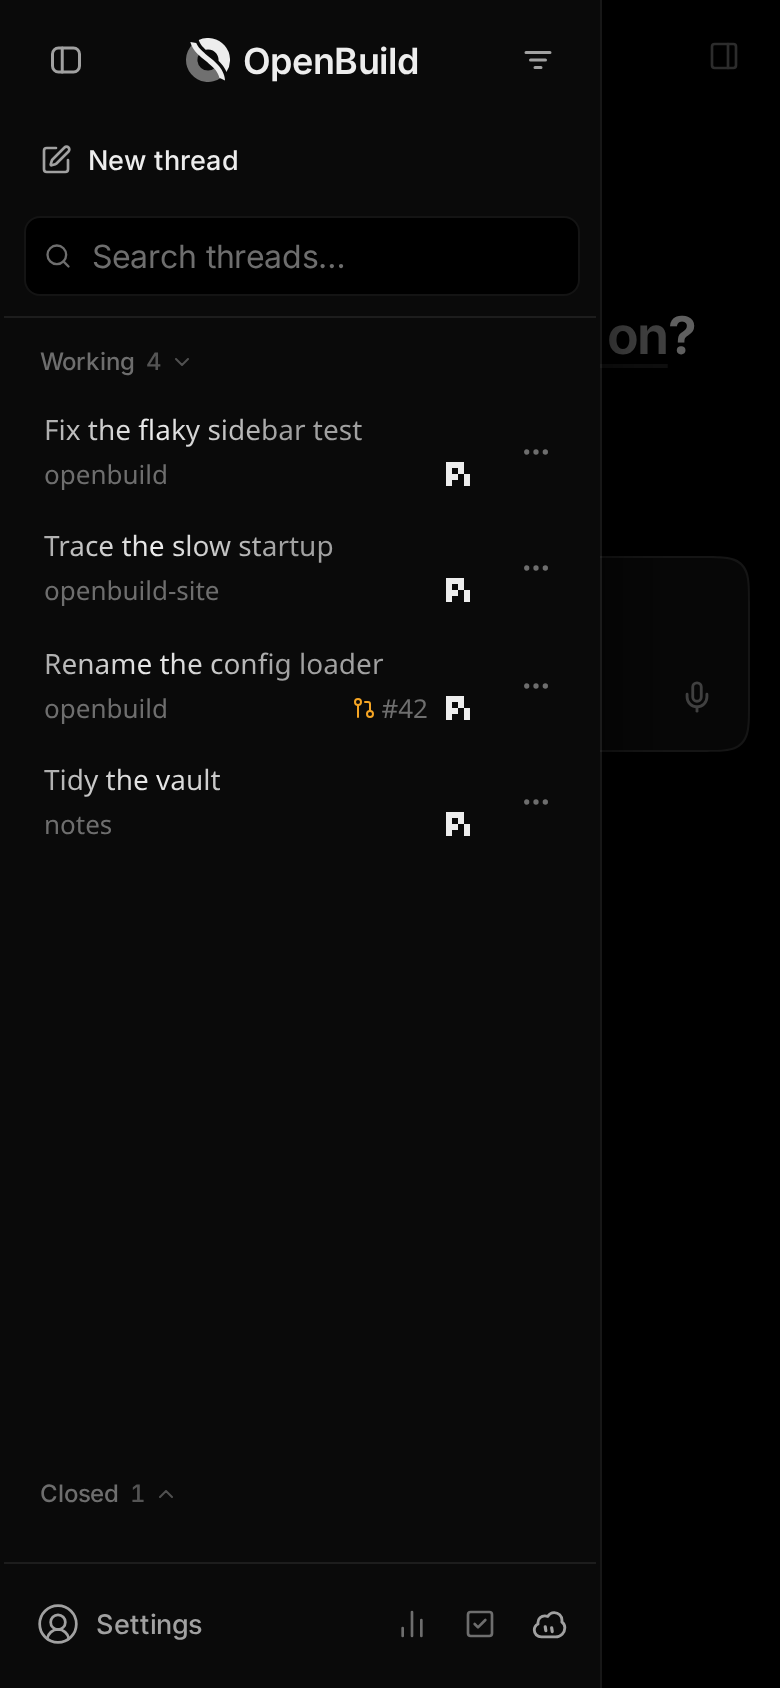 OpenBuild
New thread
Search threads...
on?
Working 4
Fix the flaky sidebar test
openbuild
Trace the slow startup
openbuild-site
Rename the config loader
openbuild #42
Tidy the vault
notes
Closed 1
Settings